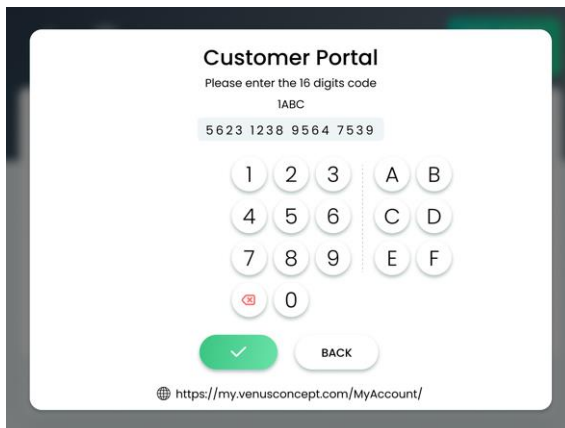 Customer Portal
Please enter the 16 digits code
1ABC
5623 1238 9564 7539
1 2 3 A B
4 5 6 C D
7 8 9 E F
0
BACK
https://my.venusconcept.com/MyAccount/